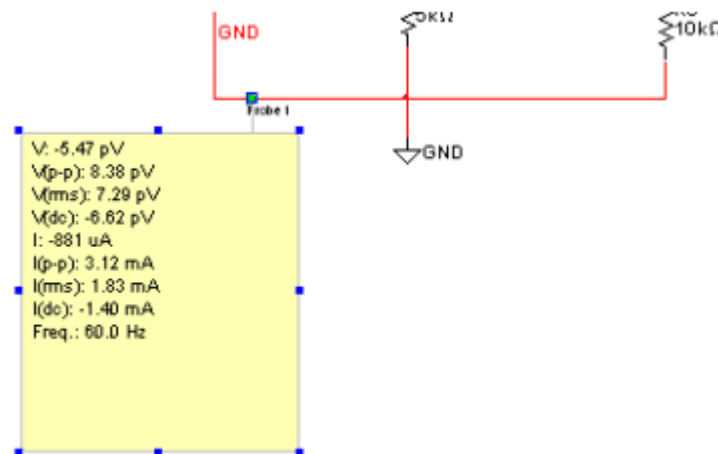 GND
10kΩ
Probe 1
GND
V: -5.47 pV
V(p-p): 8.38 pV
V(rms): 7.29 pV
V(dc): -6.62 pV
I: -881 uA
I(p-p): 3.12 mA
I(rms): 1.83 mA
I(dc): -1.40 mA
Freq.: 60.0 Hz